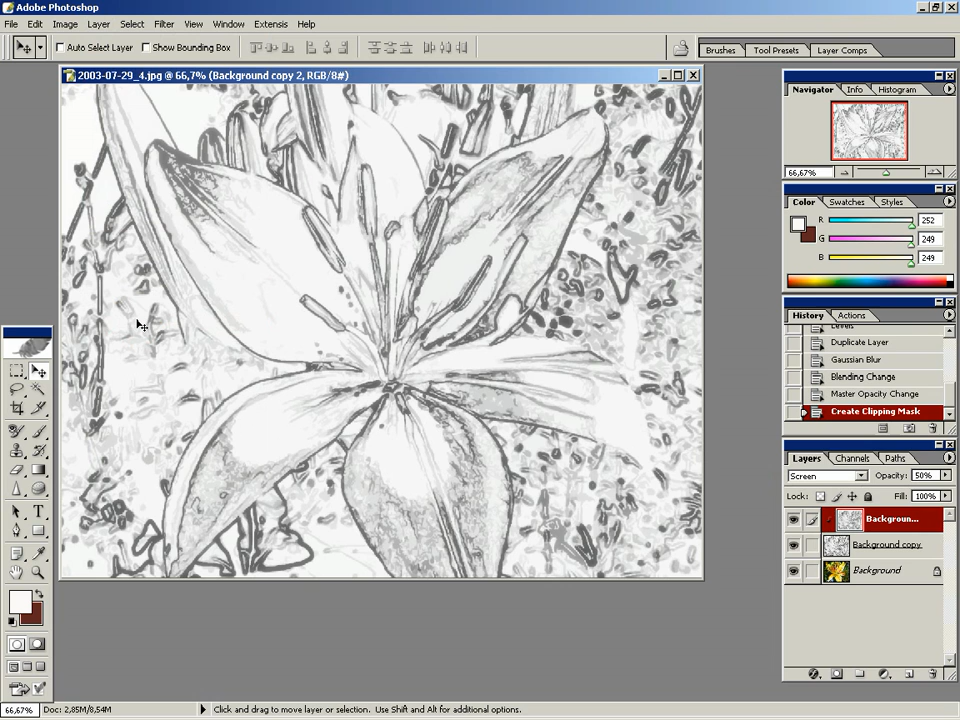 Adobe Photoshop
File Edit Image Layer Select Filter View Window Extensis Help
Auto Select Layer Show Bounding Box
Brushes Tool Presets Layer Comps
2003-07-29_4.jpg @ 66,7% (Background copy 2, RGB/8#)
Navigator Info Histogram
66,67%
Color Swatches Styles
R 252
G 249
B 249
History Actions
Levels
Duplicate Layer
Gaussian Blur
Blending Change
Master Opacity Change
Create Clipping Mask
Layers Channels Paths
Screen Opacity: 50%
Lock: Fill: 100%
Backgroun...
Background copy
Background
T
66,67% Doc: 2,85M/8,54M Click and drag to move layer or selection. Use Shift and Alt for additional options.